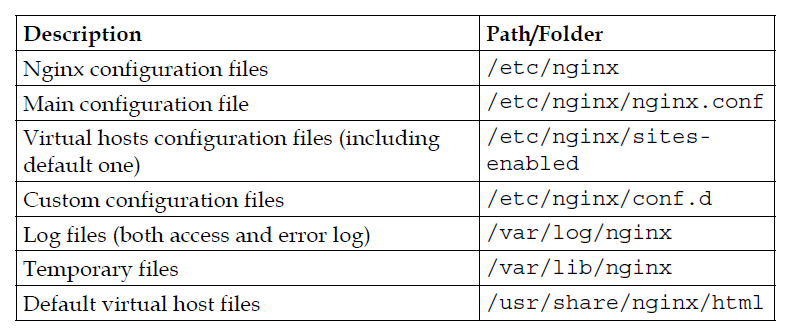 Description Path/Folder
Nginx configuration files /etc/nginx
Main configuration file /etc/nginx/nginx.conf
Virtual hosts configuration files (including /etc/nginx/sites-
default one) enabled
Custom configuration files /etc/nginx/conf.d
Log files (both access and error log) /var/log/nginx
Temporary files /var/lib/nginx
Default virtual host files /usr/share/nginx/html